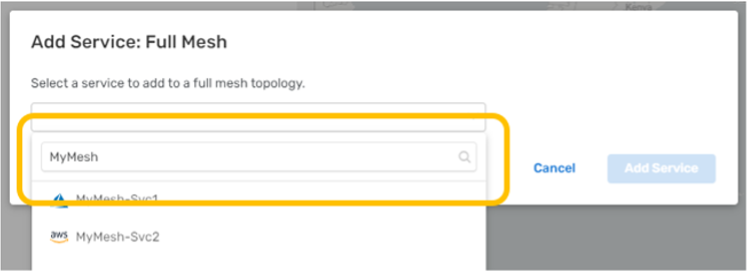 Kenya
Add Service: Full Mesh
Select a service to add to a full mesh topology.
MyMesh
Cancel
Add Service
MyMesh-Svc1
aws MyMesh-Svc2